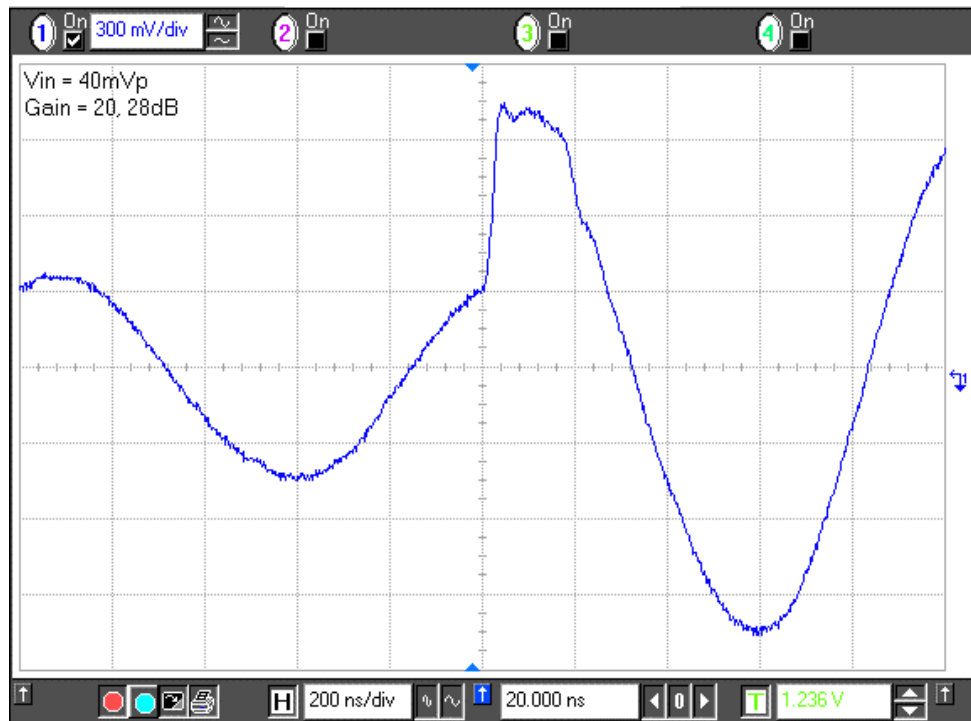 1 On 300 mV/div 2 On 3 On 4 On
Vin = 40mVp
Gain = 20, 28dB
1
H 200 ns/div 20.000 ns 0 T 1.236 V